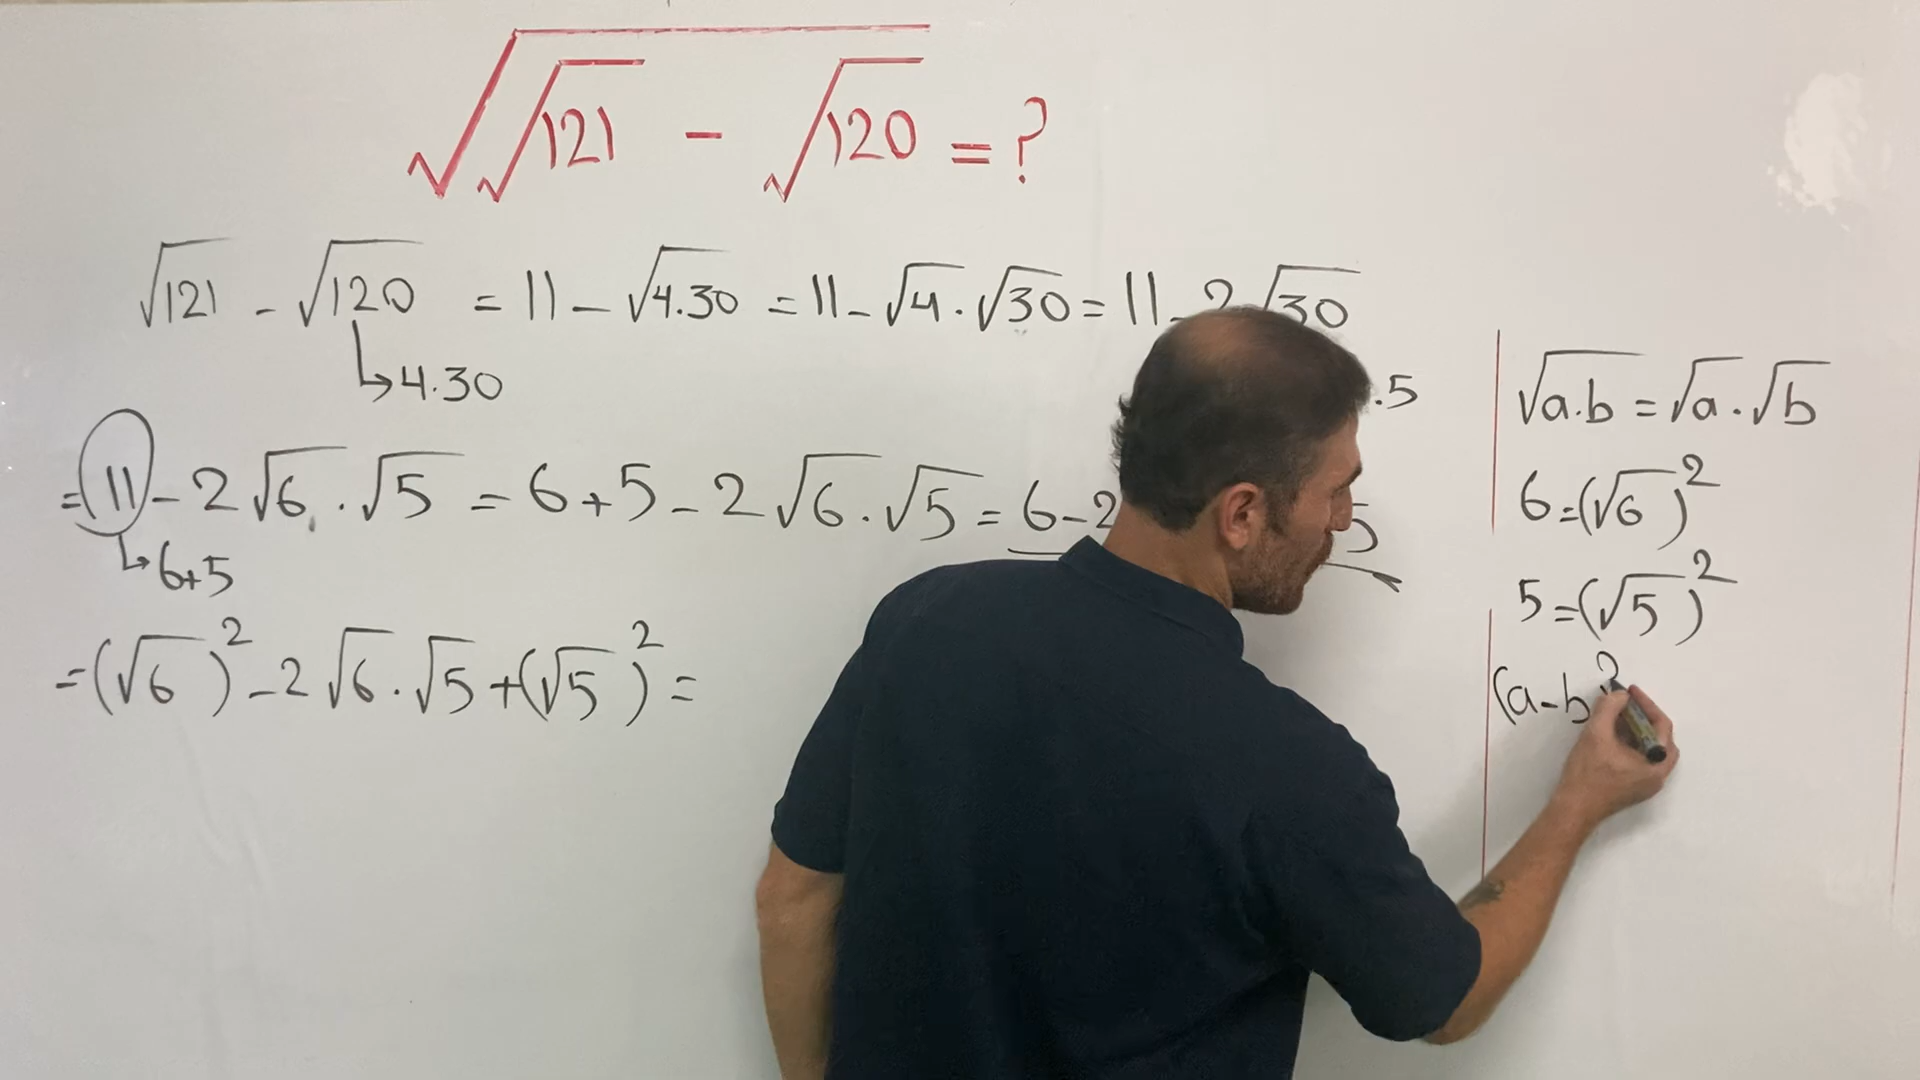 √(√121 - √120) = ?
√121 - √120 = 11 - √4.30 = 11 - √4 . √30 = 11 - 2√30
↳ 4.30
.5
= 11 - 2√6 . √5 = 6+5 - 2√6 . √5 = 6 - 2 5
↳ 6+5
= (√6)² - 2√6 . √5 + (√5)² =
√a.b = √a . √b
6 = (√6)²
5 = (√5)²
(a-b